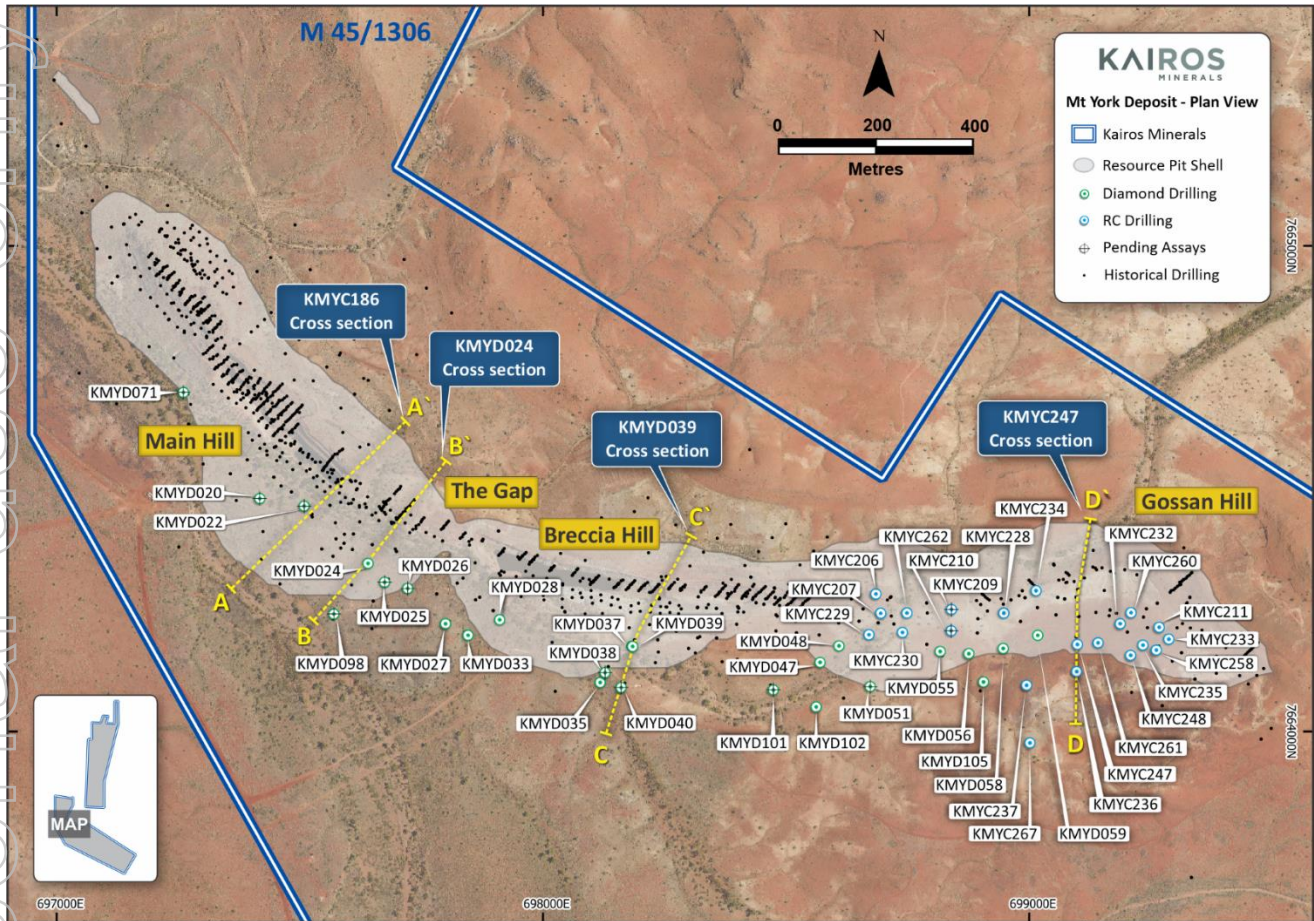 M 45/1306
N
0 200 400
Metres
KAIROS
MINERALS
Mt York Deposit - Plan View
Kairos Minerals
Resource Pit Shell
Diamond Drilling
RC Drilling
Pending Assays
Historical Drilling
7665000N
KMYC186
Cross section
KMYD024
Cross section
KMYD039
Cross section
KMYC247
Cross section
A`
B`
C`
D`
KMYD071
Main Hill
The Gap
Breccia Hill
Gossan Hill
KMYD020
KMYD022
KMYD024
KMYD025
KMYD026
KMYD028
A
B
KMYD098
KMYD027
KMYD033
KMYD037
KMYD039
KMYD038
KMYD035
KMYD040
C
KMYC234
KMYC262
KMYC228
KMYC232
KMYC206
KMYC210
KMYC260
KMYC207
KMYC209
KMYC229
KMYC211
KMYD048
KMYC230
KMYC233
KMYD047
KMYD055
KMYC258
KMYD051
KMYC235
KMYD101
KMYD102
KMYD056
KMYC248
D
KMYD105
KMYC261
KMYD058
KMYC247
KMYC237
KMYC236
KMYC267
KMYD059
7664000N
MAP
697000E
698000E
699000E